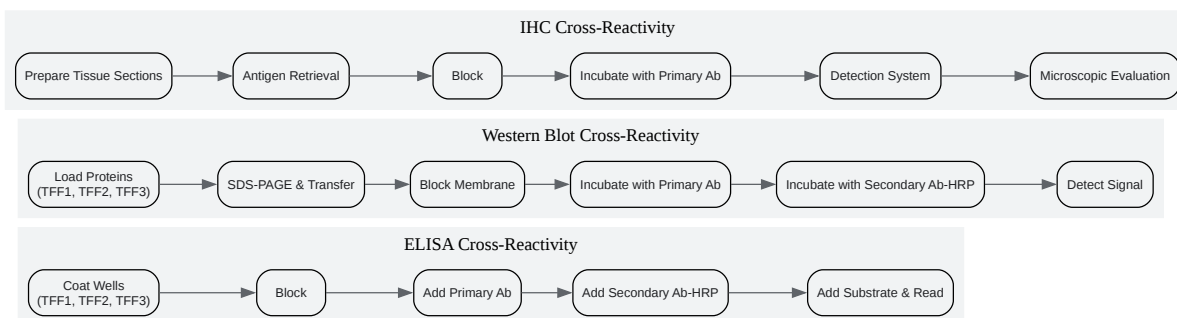 IHC Cross-Reactivity
Prepare Tissue Sections
Antigen Retrieval
Block
Incubate with Primary Ab
Detection System
Microscopic Evaluation
Western Blot Cross-Reactivity
Load Proteins
(TFF1, TFF2, TFF3)
SDS-PAGE & Transfer
Block Membrane
Incubate with Primary Ab
Incubate with Secondary Ab-HRP
Detect Signal
ELISA Cross-Reactivity
Coat Wells
(TFF1, TFF2, TFF3)
Block
Add Primary Ab
Add Secondary Ab-HRP
Add Substrate & Read